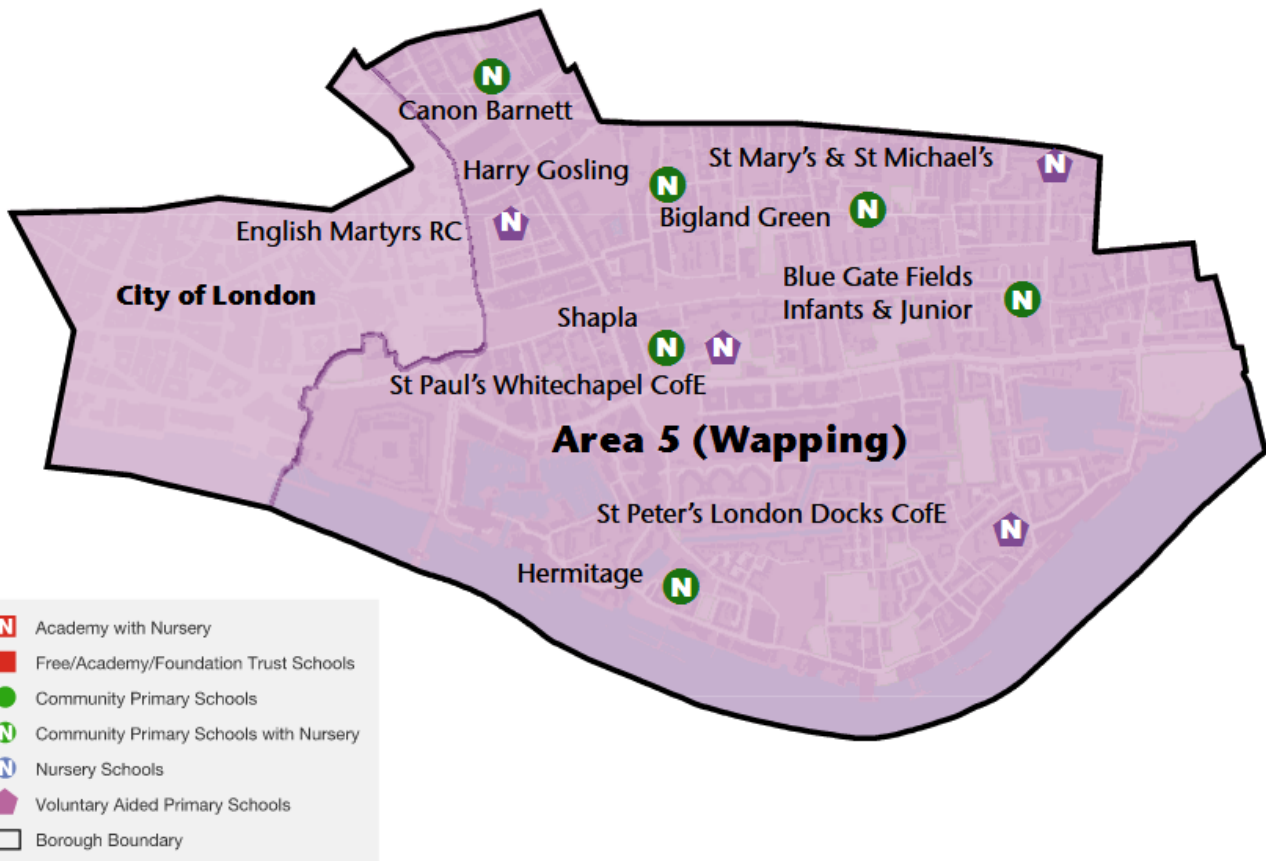 N
Canon Barnett
Harry Gosling
N
St Mary's & St Michael's
N
English Martyrs RC
N
Bigland Green
N
City of London
Blue Gate Fields
Infants & Junior
N
Shapla
N
N
St Paul's Whitechapel CofE
Area 5 (Wapping)
St Peter's London Docks CofE
N
Hermitage
N
N Academy with Nursery
Free/Academy/Foundation Trust Schools
Community Primary Schools
N Community Primary Schools with Nursery
N Nursery Schools
Voluntary Aided Primary Schools
Borough Boundary